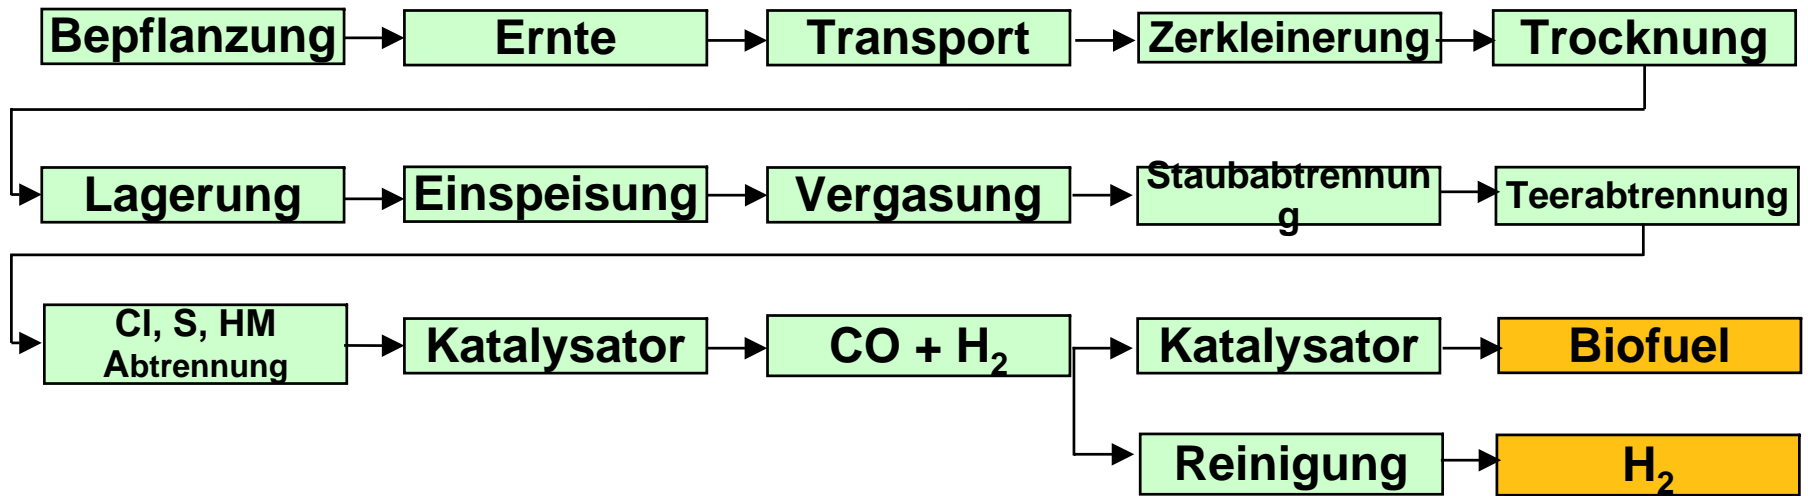 Bepflanzung
Ernte
Transport
Zerkleinerung
Trocknung
Lagerung
Einspeisung
Vergasung
Staubabtrennun
g
Teerabtrennung
Cl, S, HM
Abtrennung
Katalysator
CO + H₂
Katalysator
Biofuel
Reinigung
H₂